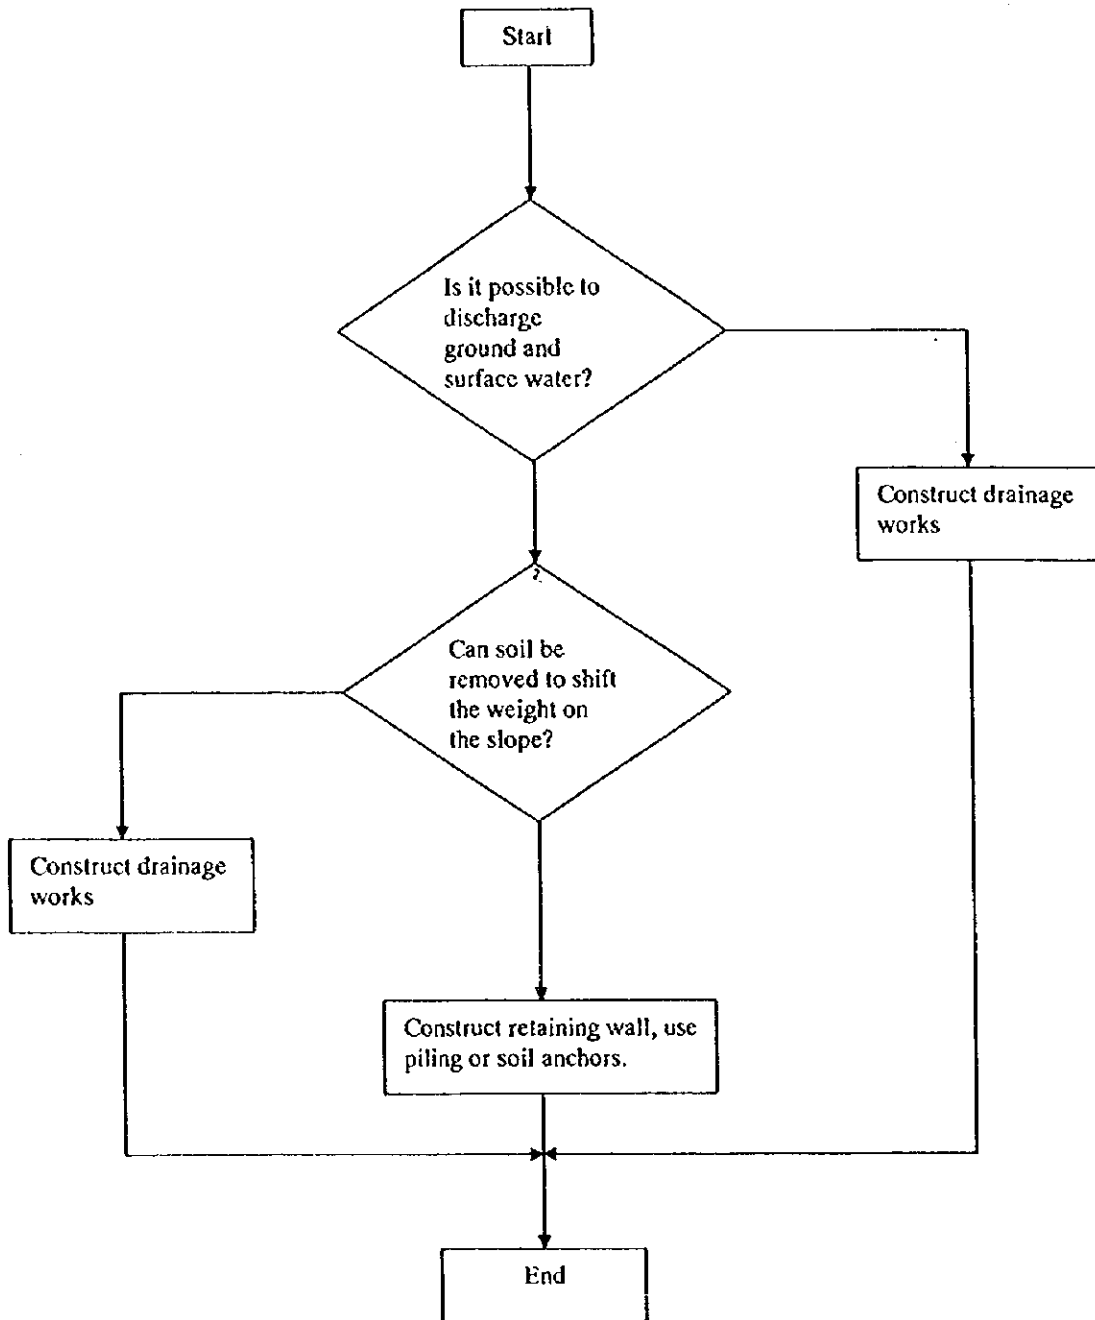 Start
Is it possible to
discharge
ground and
surface water?
Construct drainage
works
Can soil be
removed to shift
the weight on
the slope?
Construct drainage
works
Construct retaining wall, use
piling or soil anchors.
End